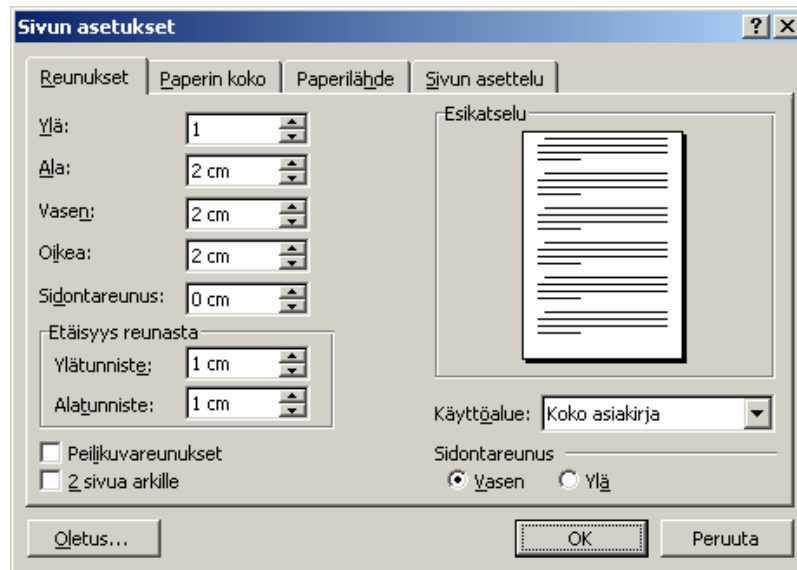 Sivun asetukset
Reunukset Paperin koko Paperilähde Sivun asettelu
Ylä: 1
Ala: 2 cm
Vasen: 2 cm
Oikea: 2 cm
Sidontareunus: 0 cm
Etäisyys reunasta
Ylätunniste: 1 cm
Alatunniste: 1 cm
Peilikuvareunukset
2 sivua arkille
Esikatselu
Käyttöalue: Koko asiakirja
Sidontareunus
Vasen Ylä
Oletus... OK Peruuta